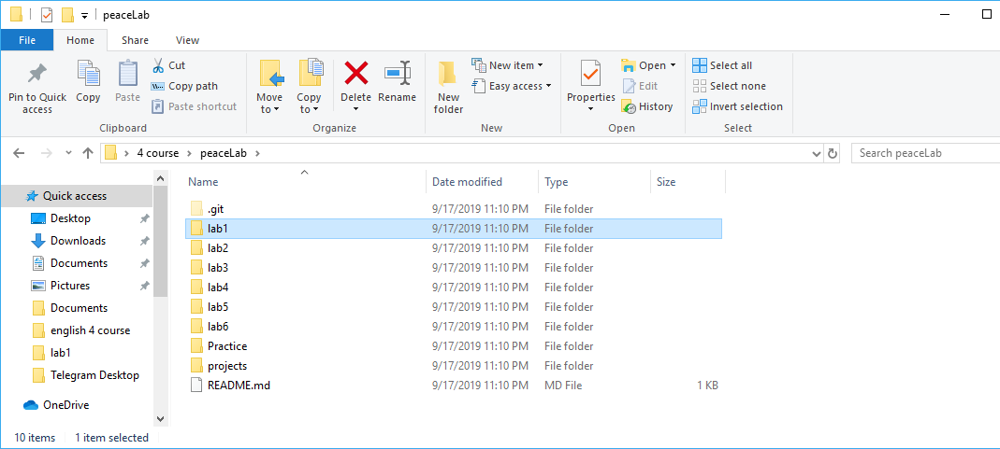 peaceLab
File Home Share View
Pin to Quick access
Copy
Paste
Cut
Copy path
Paste shortcut
Clipboard
Move to
Copy to
Delete
Rename
Organize
New folder
New item
Easy access
New
Properties
Open
Edit
History
Open
Select all
Select none
Invert selection
Select
4 course peaceLab
Search peaceLab
Quick access
Desktop
Downloads
Documents
Pictures
Documents
english 4 course
lab1
Telegram Desktop
OneDrive
Name Date modified Type Size
.git 9/17/2019 11:10 PM File folder
lab1 9/17/2019 11:10 PM File folder
lab2 9/17/2019 11:10 PM File folder
lab3 9/17/2019 11:10 PM File folder
lab4 9/17/2019 11:10 PM File folder
lab5 9/17/2019 11:10 PM File folder
lab6 9/17/2019 11:10 PM File folder
Practice 9/17/2019 11:10 PM File folder
projects 9/17/2019 11:10 PM File folder
README.md 9/17/2019 11:10 PM MD File 1 KB
10 items 1 item selected